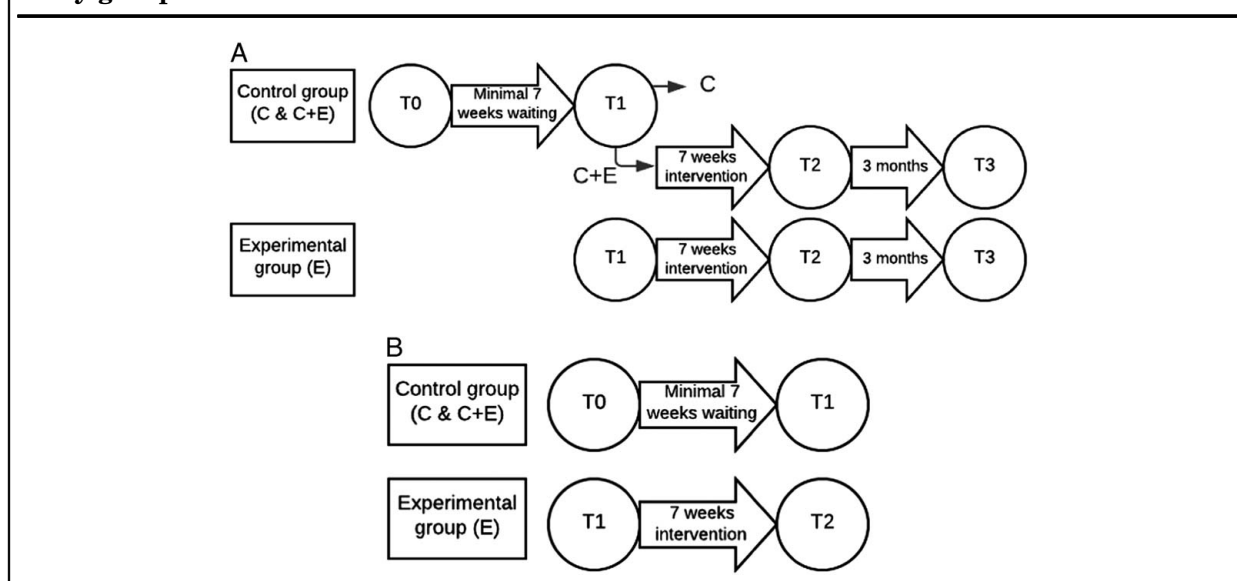 A
Control group
(C & C+E)
T0
Minimal 7
weeks waiting
T1
C
C+E
7 weeks
intervention
T2
3 months
T3
Experimental
group (E)
T1
7 weeks
intervention
T2
3 months
T3
B
Control group
(C & C+E)
T0
Minimal 7
weeks waiting
T1
Experimental
group (E)
T1
7 weeks
intervention
T2